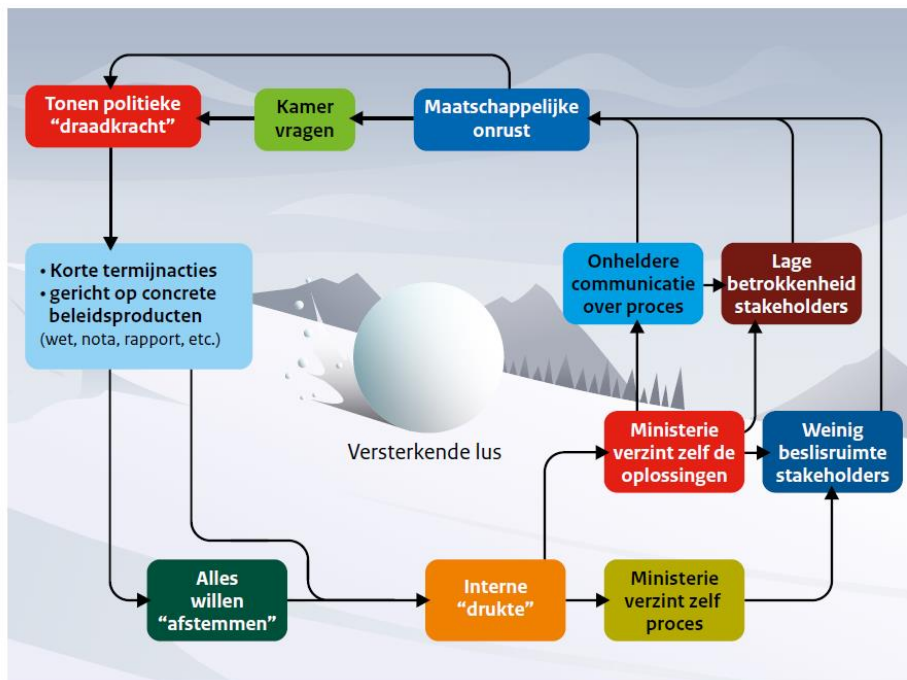 Tonen politieke
“draadkracht”
Kamer
vragen
Maatschappelijke
onrust
• Korte termijnacties
• gericht op concrete
beleidsproducten
(wet, nota, rapport, etc.)
Onheldere
communicatie
over proces
Lage
betrokkenheid
stakeholders
Versterkende lus
Ministerie
verzint zelf de
oplossingen
Weinig
beslisruimte
stakeholders
Alles
willen
“afstemmen”
Interne
“drukte”
Ministerie
verzint zelf
proces